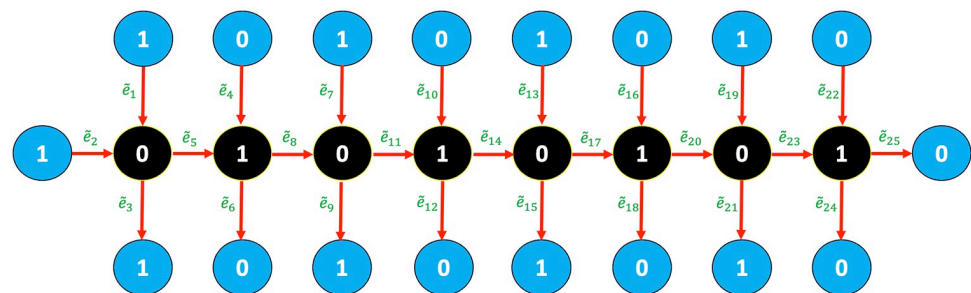 1 0 1 0 1 0 1 0
ẽ₁ ẽ₄ ẽ₇ ẽ₁₀ ẽ₁₃ ẽ₁₆ ẽ₁₉ ẽ₂₂
1 ẽ₂ 0 ẽ₅ 1 ẽ₈ 0 ẽ₁₁ 1 ẽ₁₄ 0 ẽ₁₇ 1 ẽ₂₀ 0 ẽ₂₃ 1 ẽ₂₅ 0
ẽ₃ ẽ₆ ẽ₉ ẽ₁₂ ẽ₁₅ ẽ₁₈ ẽ₂₁ ẽ₂₄
1 0 1 0 1 0 1 0